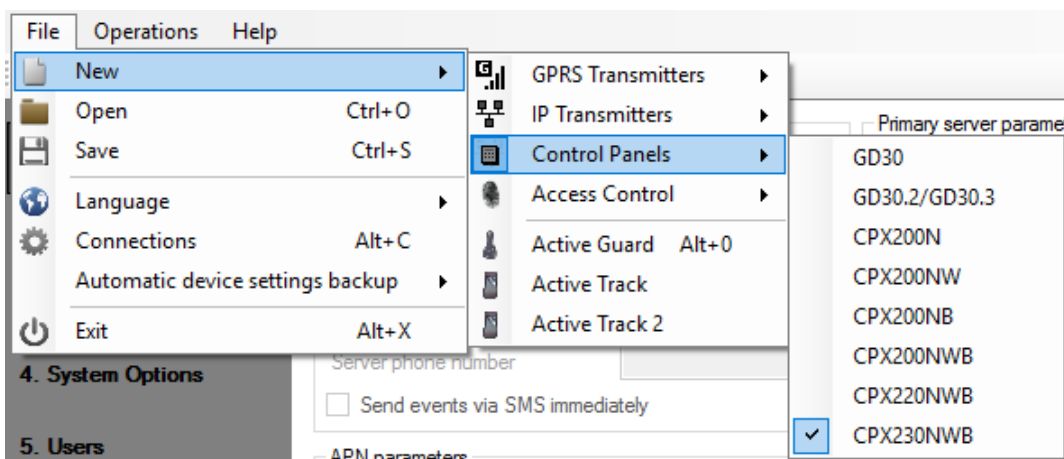 File Operations Help
New
Open Ctrl+O
Save Ctrl+S
Language
Connections Alt+C
Automatic device settings backup
Exit Alt+X
GPRS Transmitters
IP Transmitters
Control Panels
Access Control
Active Guard Alt+0
Active Track
Active Track 2
Primary server parame
GD30
GD30.2/GD30.3
CPX200N
CPX200NW
CPX200NB
CPX200NWB
CPX220NWB
CPX230NWB
4. System Options
5. Users
Server phone number
Send events via SMS immediately
APN parameters